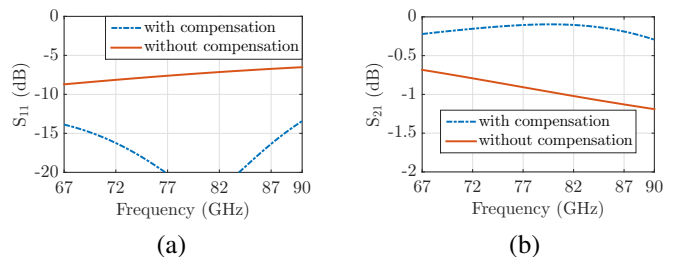 0
-5
-10
-15
-20
S11 (dB)
with compensation
without compensation
67 72 77 82 87 90
Frequency (GHz)
(a)
0
-0.5
-1
-1.5
-2
S21 (dB)
with compensation
without compensation
67 72 77 82 87 90
Frequency (GHz)
(b)